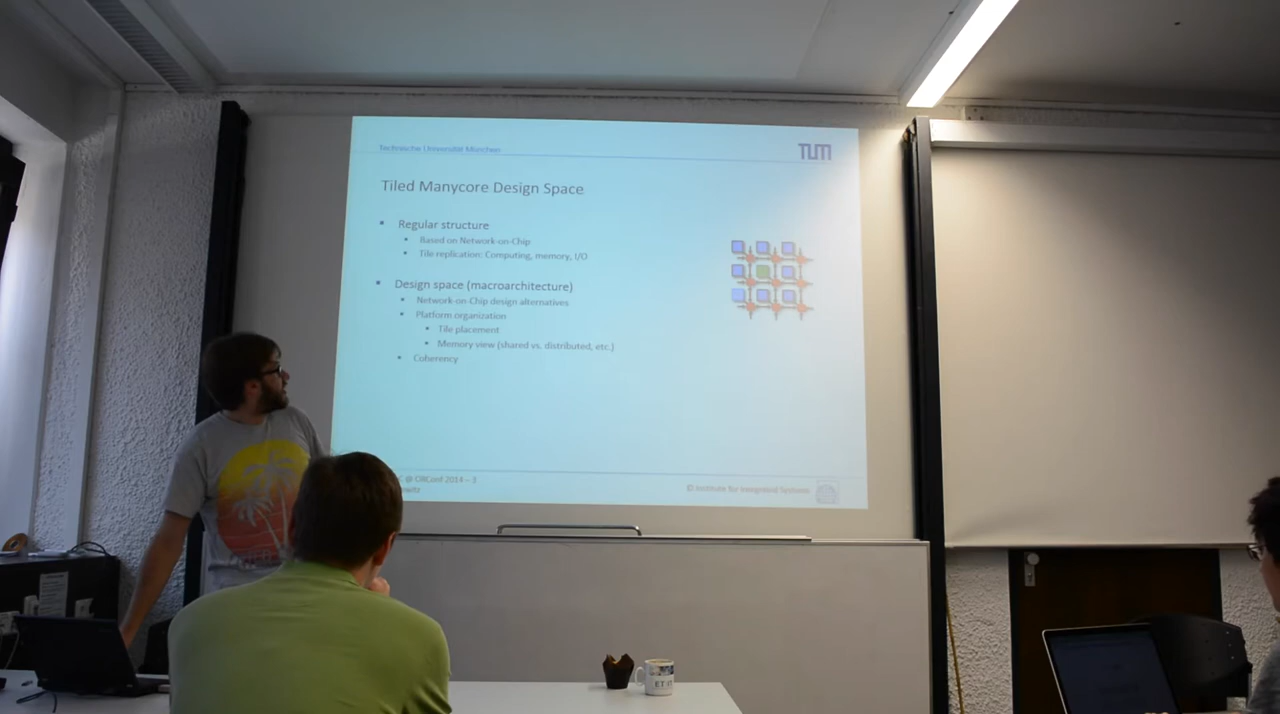 Technische Universität München
TUM
Tiled Manycore Design Space
Regular structure
Based on Network-on-Chip
Tile replication: Computing, memory, I/O
Design space (macroarchitecture)
Network-on-Chip design alternatives
Platform organization
Tile placement
Memory view (shared vs. distributed, etc.)
Coherency
@ ORConf 2014 – 3
© Institute for Integrated Systems